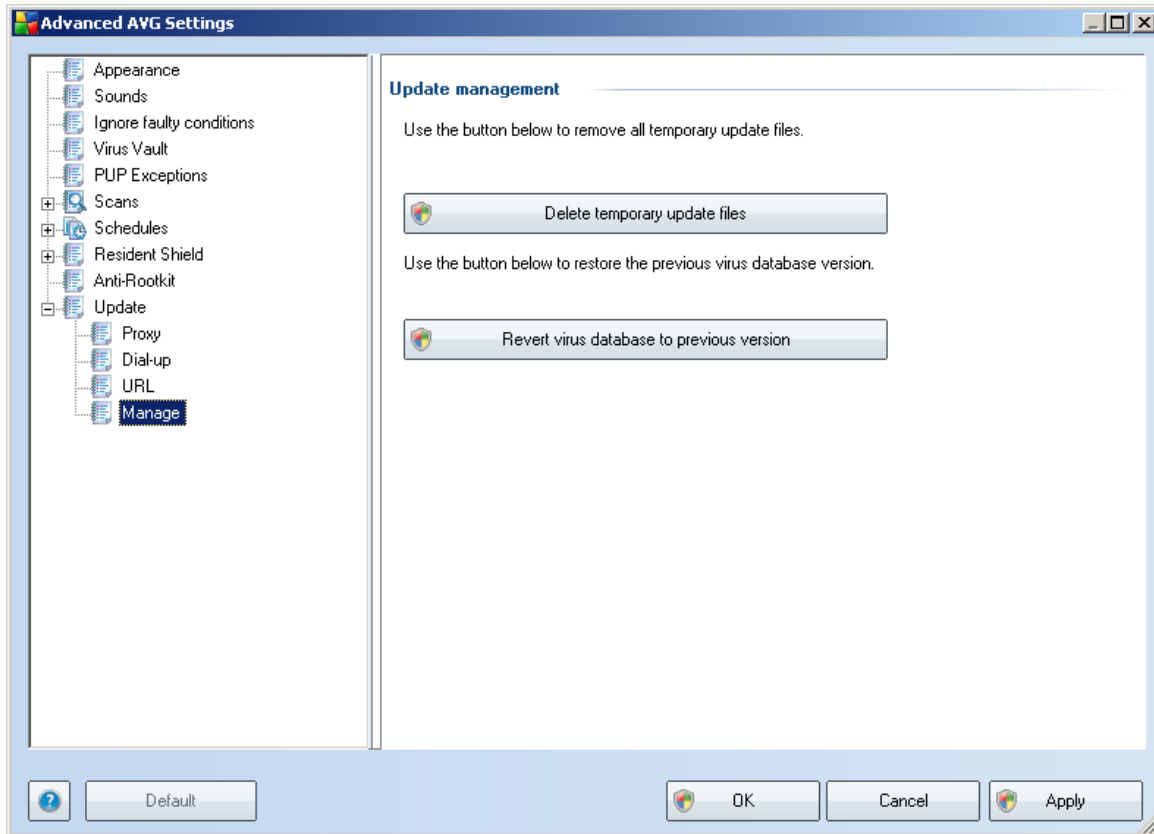 Advanced AVG Settings
Appearance
Sounds
Ignore faulty conditions
Virus Vault
PUP Exceptions
Scans
Schedules
Resident Shield
Anti-Rootkit
Update
Proxy
Dial-up
URL
Manage
Update management
Use the button below to remove all temporary update files.
Delete temporary update files
Use the button below to restore the previous virus database version.
Revert virus database to previous version
Default
OK
Cancel
Apply